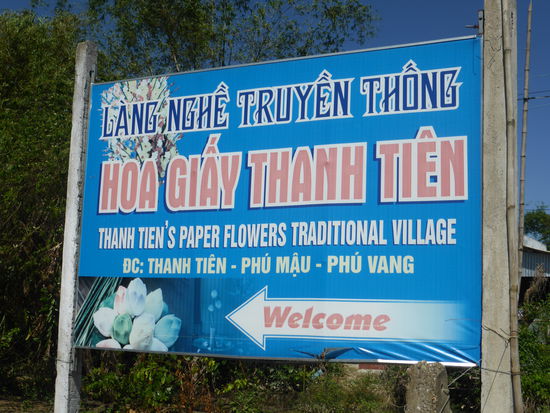 LÀNG NGHỀ TRUYỀN THỐNG
HOA GIẤY THANH TIÊN
THANH TIEN'S PAPER FLOWERS TRADITIONAL VILLAGE
ĐC: THANH TIÊN - PHÚ MẬU - PHÚ VANG
Welcome